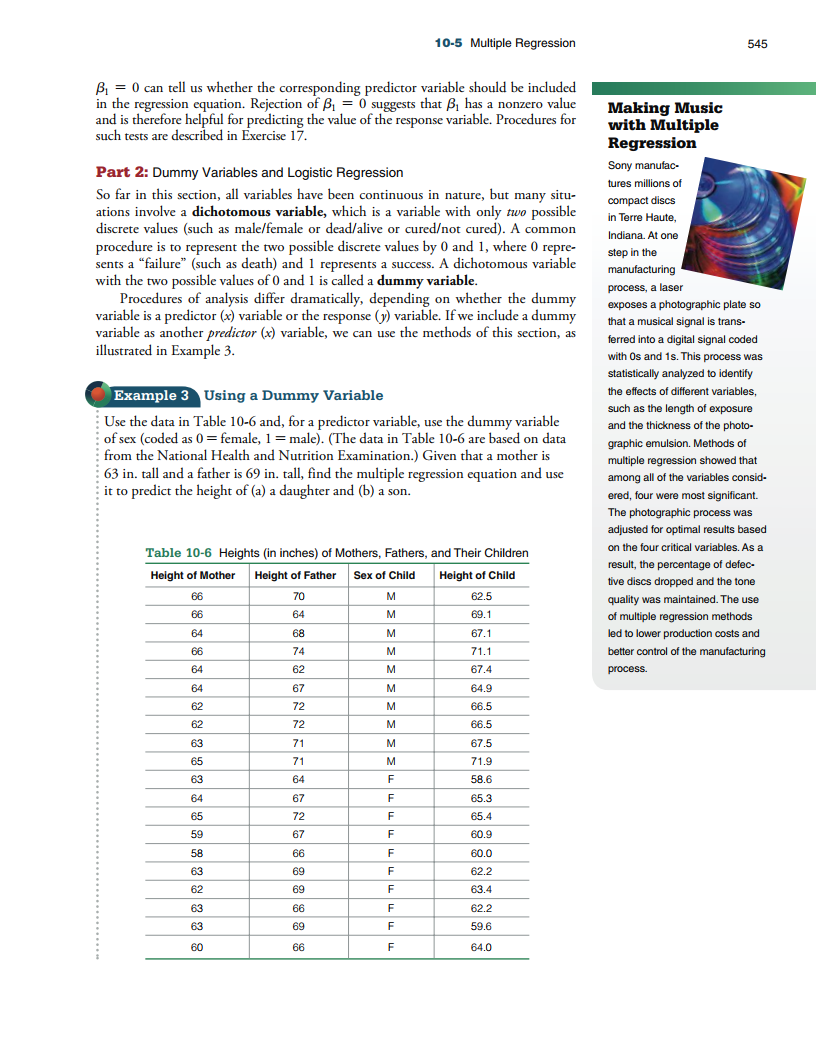 10-5 Multiple Regression 545
β₁ = 0 can tell us whether the corresponding predictor variable should be included
in the regression equation. Rejection of β₁ = 0 suggests that β₁ has a nonzero value
and is therefore helpful for predicting the value of the response variable. Procedures for
such tests are described in Exercise 17.
Part 2: Dummy Variables and Logistic Regression
So far in this section, all variables have been continuous in nature, but many situ-
ations involve a dichotomous variable, which is a variable with only two possible
discrete values (such as male/female or dead/alive or cured/not cured). A common
procedure is to represent the two possible discrete values by 0 and 1, where 0 repre-
sents a “failure” (such as death) and 1 represents a success. A dichotomous variable
with the two possible values of 0 and 1 is called a dummy variable.
Procedures of analysis differ dramatically, depending on whether the dummy
variable is a predictor (x) variable or the response (y) variable. If we include a dummy
variable as another predictor (x) variable, we can use the methods of this section, as
illustrated in Example 3.
Example 3 Using a Dummy Variable
Use the data in Table 10-6 and, for a predictor variable, use the dummy variable
of sex (coded as 0 = female, 1 = male). (The data in Table 10-6 are based on data
from the National Health and Nutrition Examination.) Given that a mother is
63 in. tall and a father is 69 in. tall, find the multiple regression equation and use
it to predict the height of (a) a daughter and (b) a son.
Table 10-6 Heights (in inches) of Mothers, Fathers, and Their Children
Height of Mother Height of Father Sex of Child Height of Child
66 70 M 62.5
66 64 M 69.1
64 68 M 67.1
66 74 M 71.1
64 62 M 67.4
64 67 M 64.9
62 72 M 66.5
62 72 M 66.5
63 71 M 67.5
65 71 M 71.9
63 64 F 58.6
64 67 F 65.3
65 72 F 65.4
59 67 F 60.9
58 66 F 60.0
63 69 F 62.2
62 69 F 63.4
63 66 F 62.2
63 69 F 59.6
60 66 F 64.0
Making Music
with Multiple
Regression
Sony manufac-
tures millions of
compact discs
in Terre Haute,
Indiana. At one
step in the
manufacturing
process, a laser
exposes a photographic plate so
that a musical signal is trans-
ferred into a digital signal coded
with 0s and 1s. This process was
statistically analyzed to identify
the effects of different variables,
such as the length of exposure
and the thickness of the photo-
graphic emulsion. Methods of
multiple regression showed that
among all of the variables consid-
ered, four were most significant.
The photographic process was
adjusted for optimal results based
on the four critical variables. As a
result, the percentage of defec-
tive discs dropped and the tone
quality was maintained. The use
of multiple regression methods
led to lower production costs and
better control of the manufacturing
process.